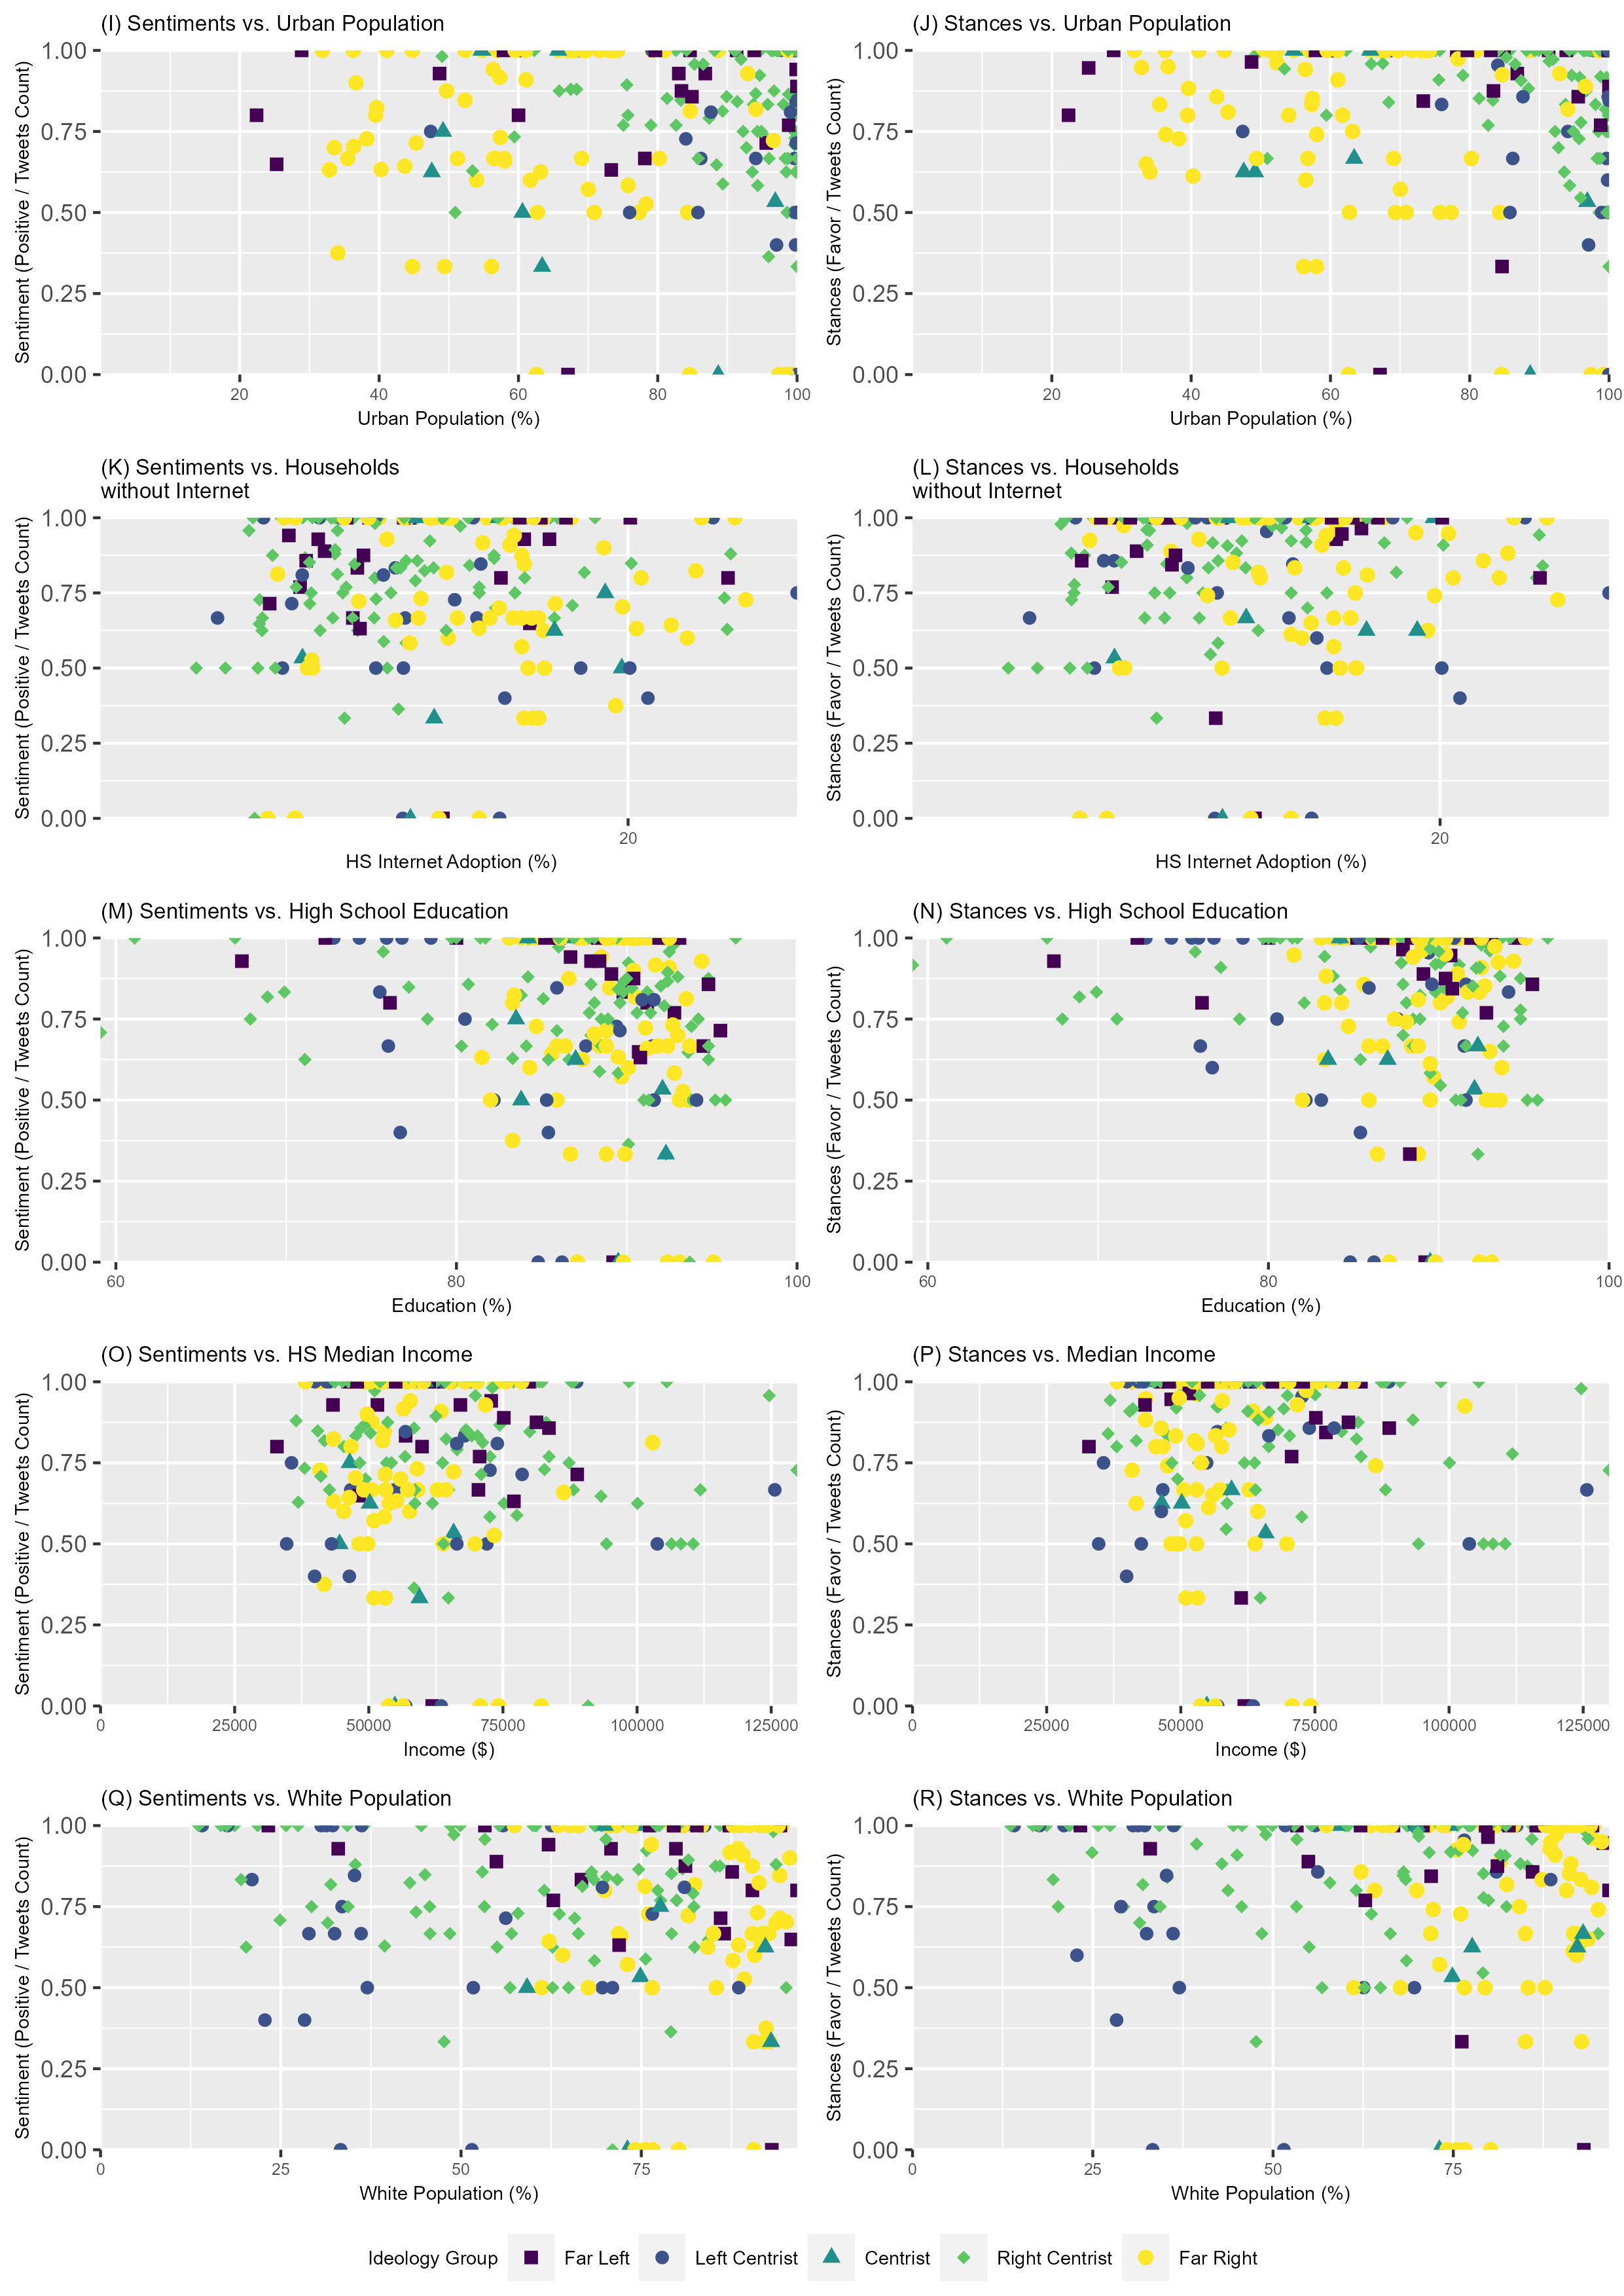 (I) Sentiments vs. Urban Population
Sentiment (Positive / Tweets Count)
1.00
0.75
0.50
0.25
0.00
20 40 60 80 100
Urban Population (%)
(J) Stances vs. Urban Population
Stances (Favor / Tweets Count)
1.00
0.75
0.50
0.25
0.00
20 40 60 80 100
Urban Population (%)
(K) Sentiments vs. Households
without Internet
Sentiment (Positive / Tweets Count)
1.00
0.75
0.50
0.25
0.00
20
HS Internet Adoption (%)
(L) Stances vs. Households
without Internet
Stances (Favor / Tweets Count)
1.00
0.75
0.50
0.25
0.00
20
HS Internet Adoption (%)
(M) Sentiments vs. High School Education
Sentiment (Positive / Tweets Count)
1.00
0.75
0.50
0.25
0.00
60 80 100
Education (%)
(N) Stances vs. High School Education
Stances (Favor / Tweets Count)
1.00
0.75
0.50
0.25
0.00
60 80 100
Education (%)
(O) Sentiments vs. HS Median Income
Sentiment (Positive / Tweets Count)
1.00
0.75
0.50
0.25
0.00
0 25000 50000 75000 100000 125000
Income ($)
(P) Stances vs. Median Income
Stances (Favor / Tweets Count)
1.00
0.75
0.50
0.25
0.00
0 25000 50000 75000 100000 125000
Income ($)
(Q) Sentiments vs. White Population
Sentiment (Positive / Tweets Count)
1.00
0.75
0.50
0.25
0.00
0 25 50 75
White Population (%)
(R) Stances vs. White Population
Stances (Favor / Tweets Count)
1.00
0.75
0.50
0.25
0.00
0 25 50 75
White Population (%)
Ideology Group Far Left Left Centrist Centrist Right Centrist Far Right